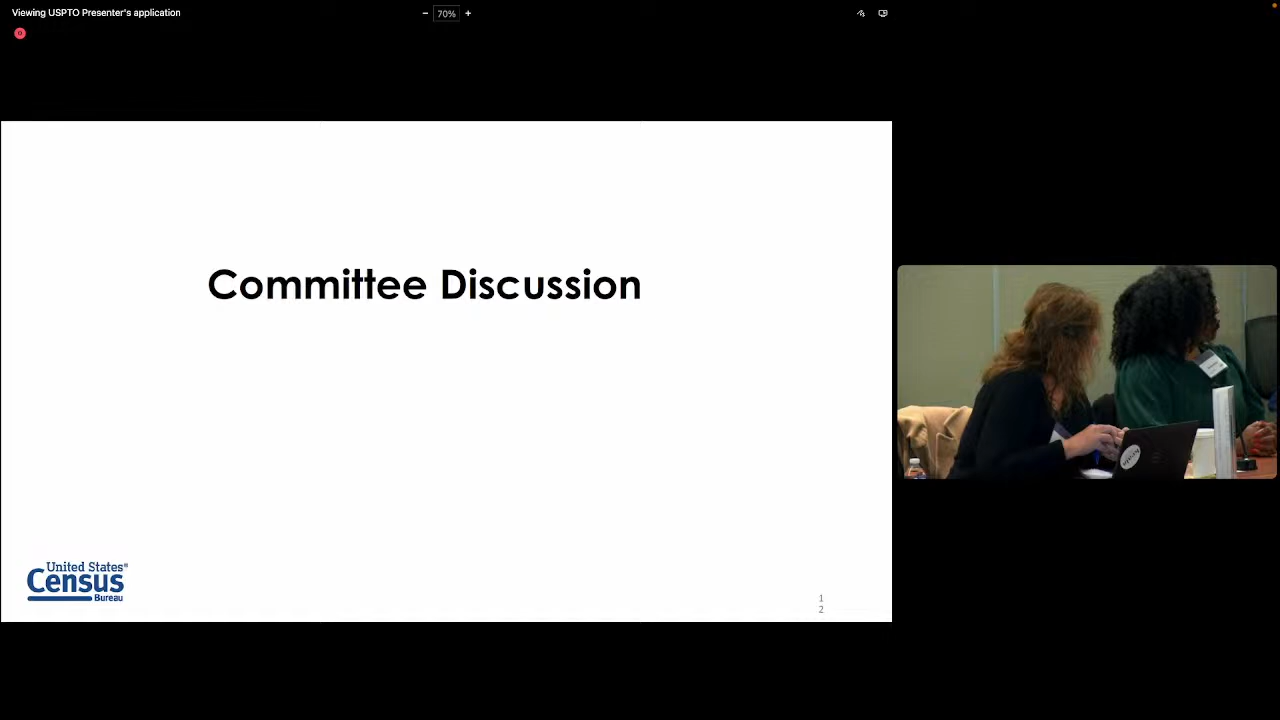 Viewing USPTO Presenter's application
− 70% +
Committee Discussion
United States®
Census
Bureau
1
2